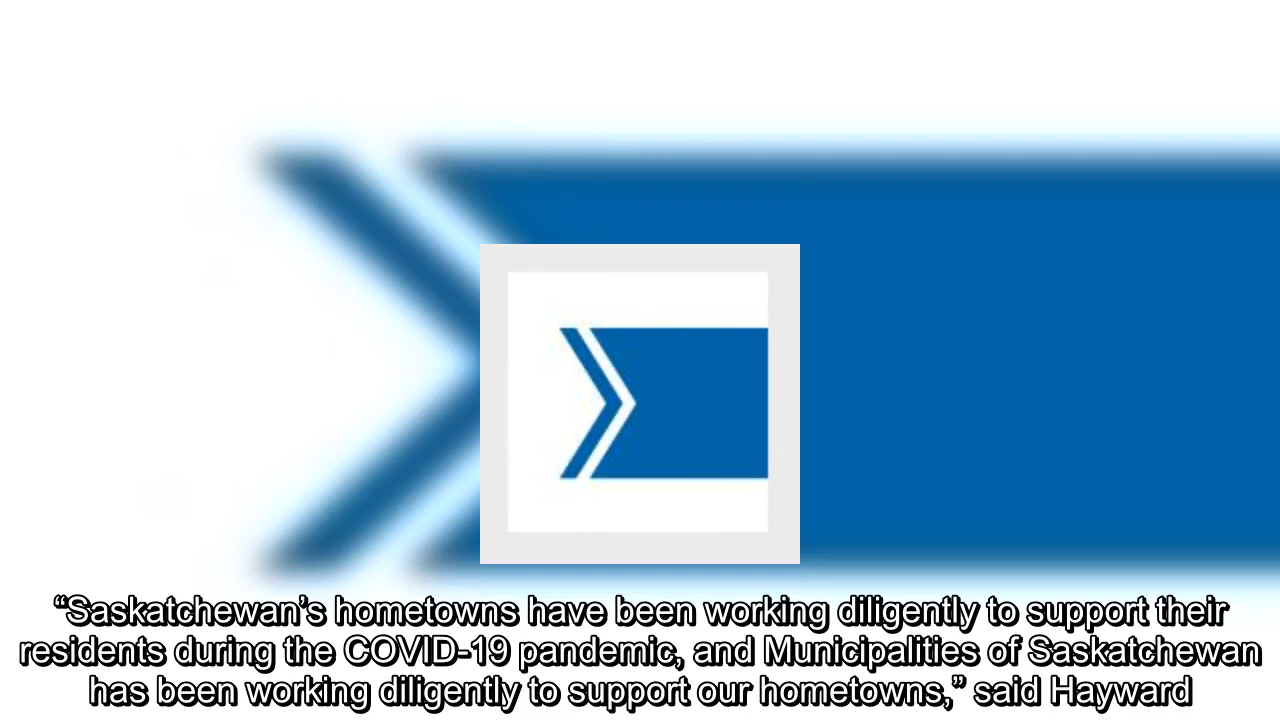 “Saskatchewan’s hometowns have been working diligently to support their
residents during the COVID-19 pandemic, and Municipalities of Saskatchewan
has been working diligently to support our hometowns,” said Hayward